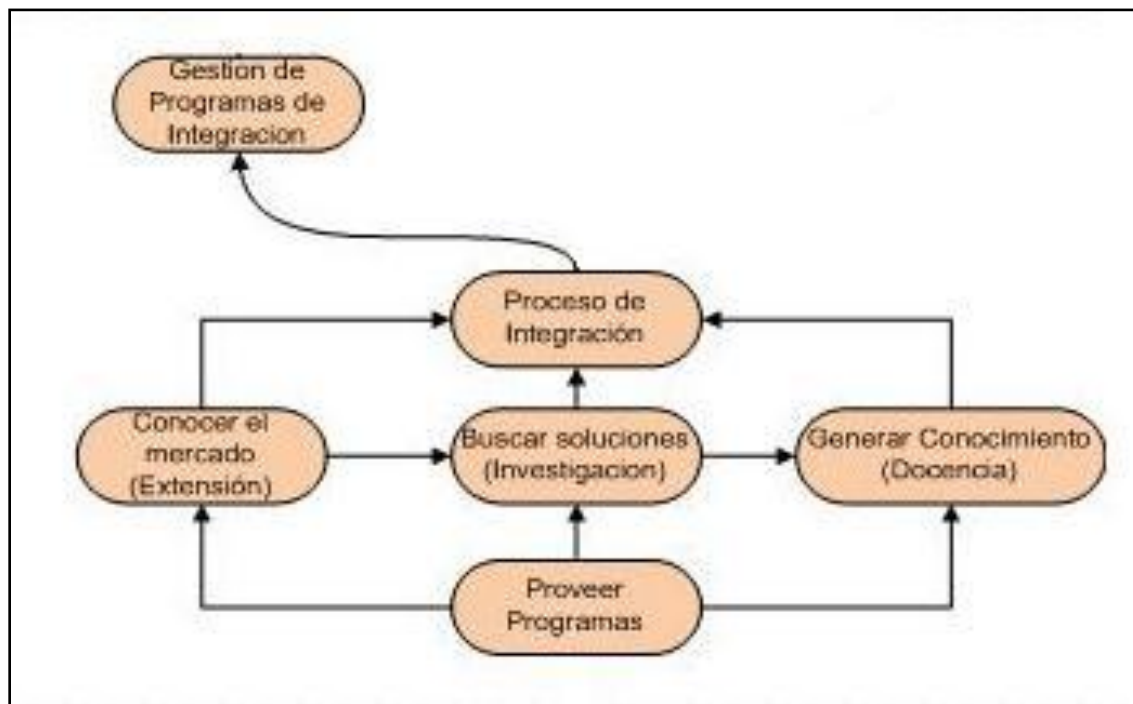 Gestion de
Programas de
Integracion
Proceso de
Integración
Conocer el
mercado
(Extensión)
Buscar soluciones
(Investigacion)
Generar Conocimiento
(Docencia)
Proveer
Programas